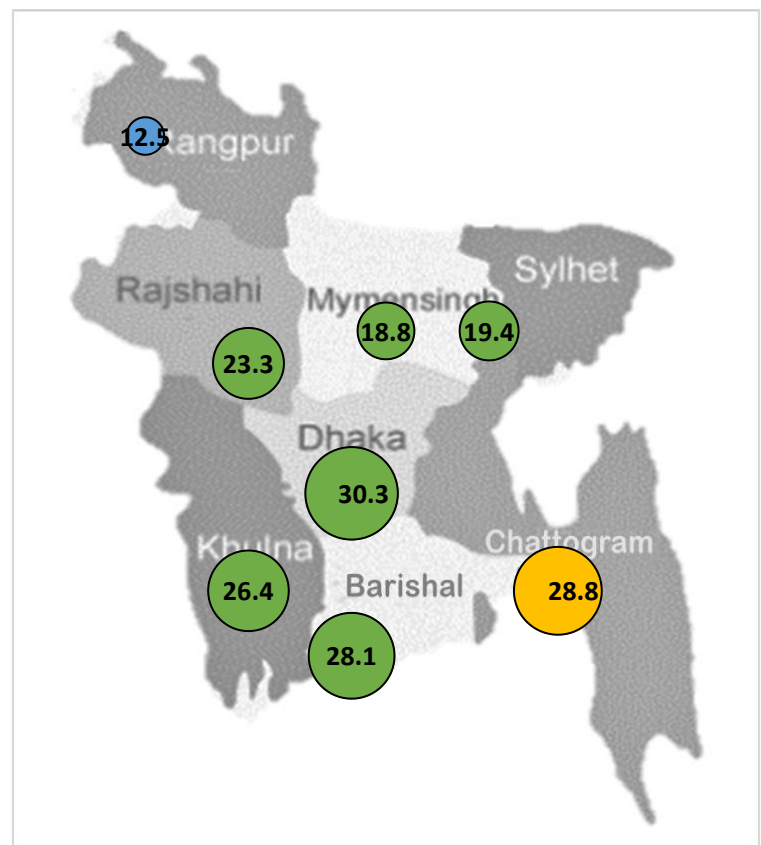 12.5
Rangpur
Sylhet
Rajshahi
Mymensingh
18.8
19.4
23.3
Dhaka
30.3
Chattogram
Khulna
Barishal
26.4
28.8
28.1